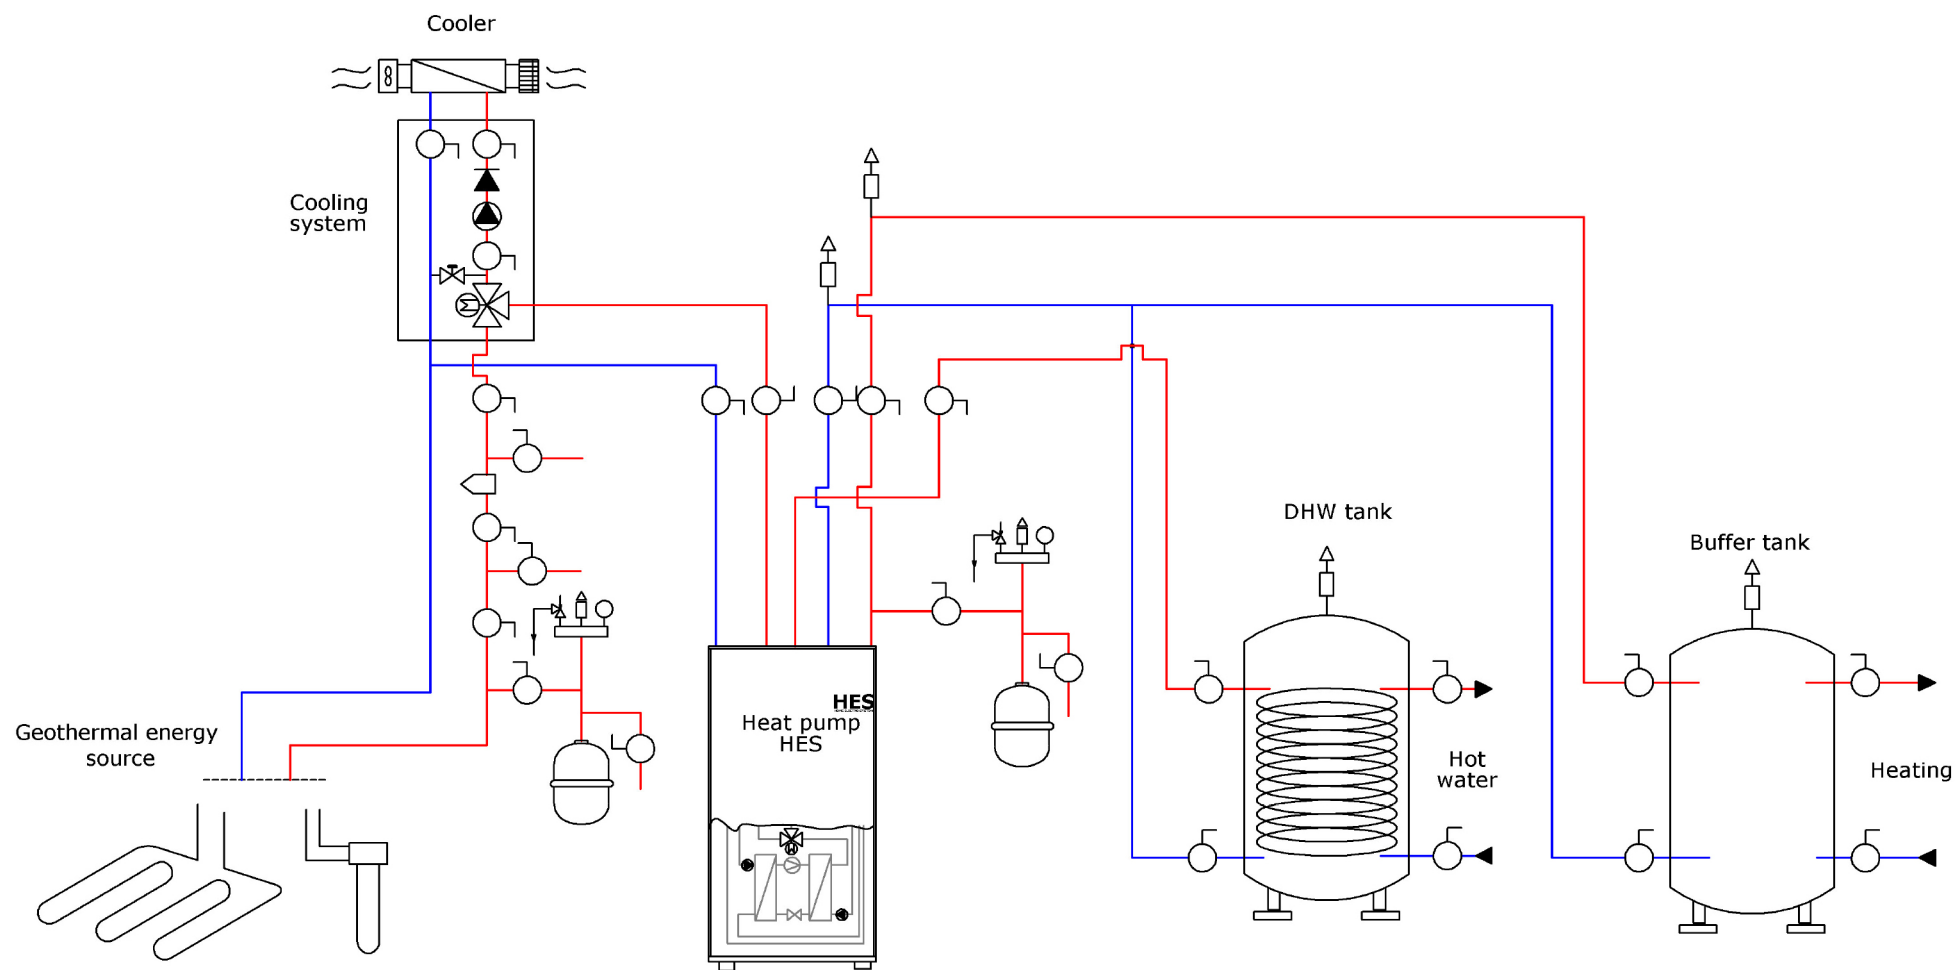 Cooler
Cooling
system
DHW tank
Buffer tank
HES
Heat pump
HES
Geothermal energy
source
Hot
water
Heating